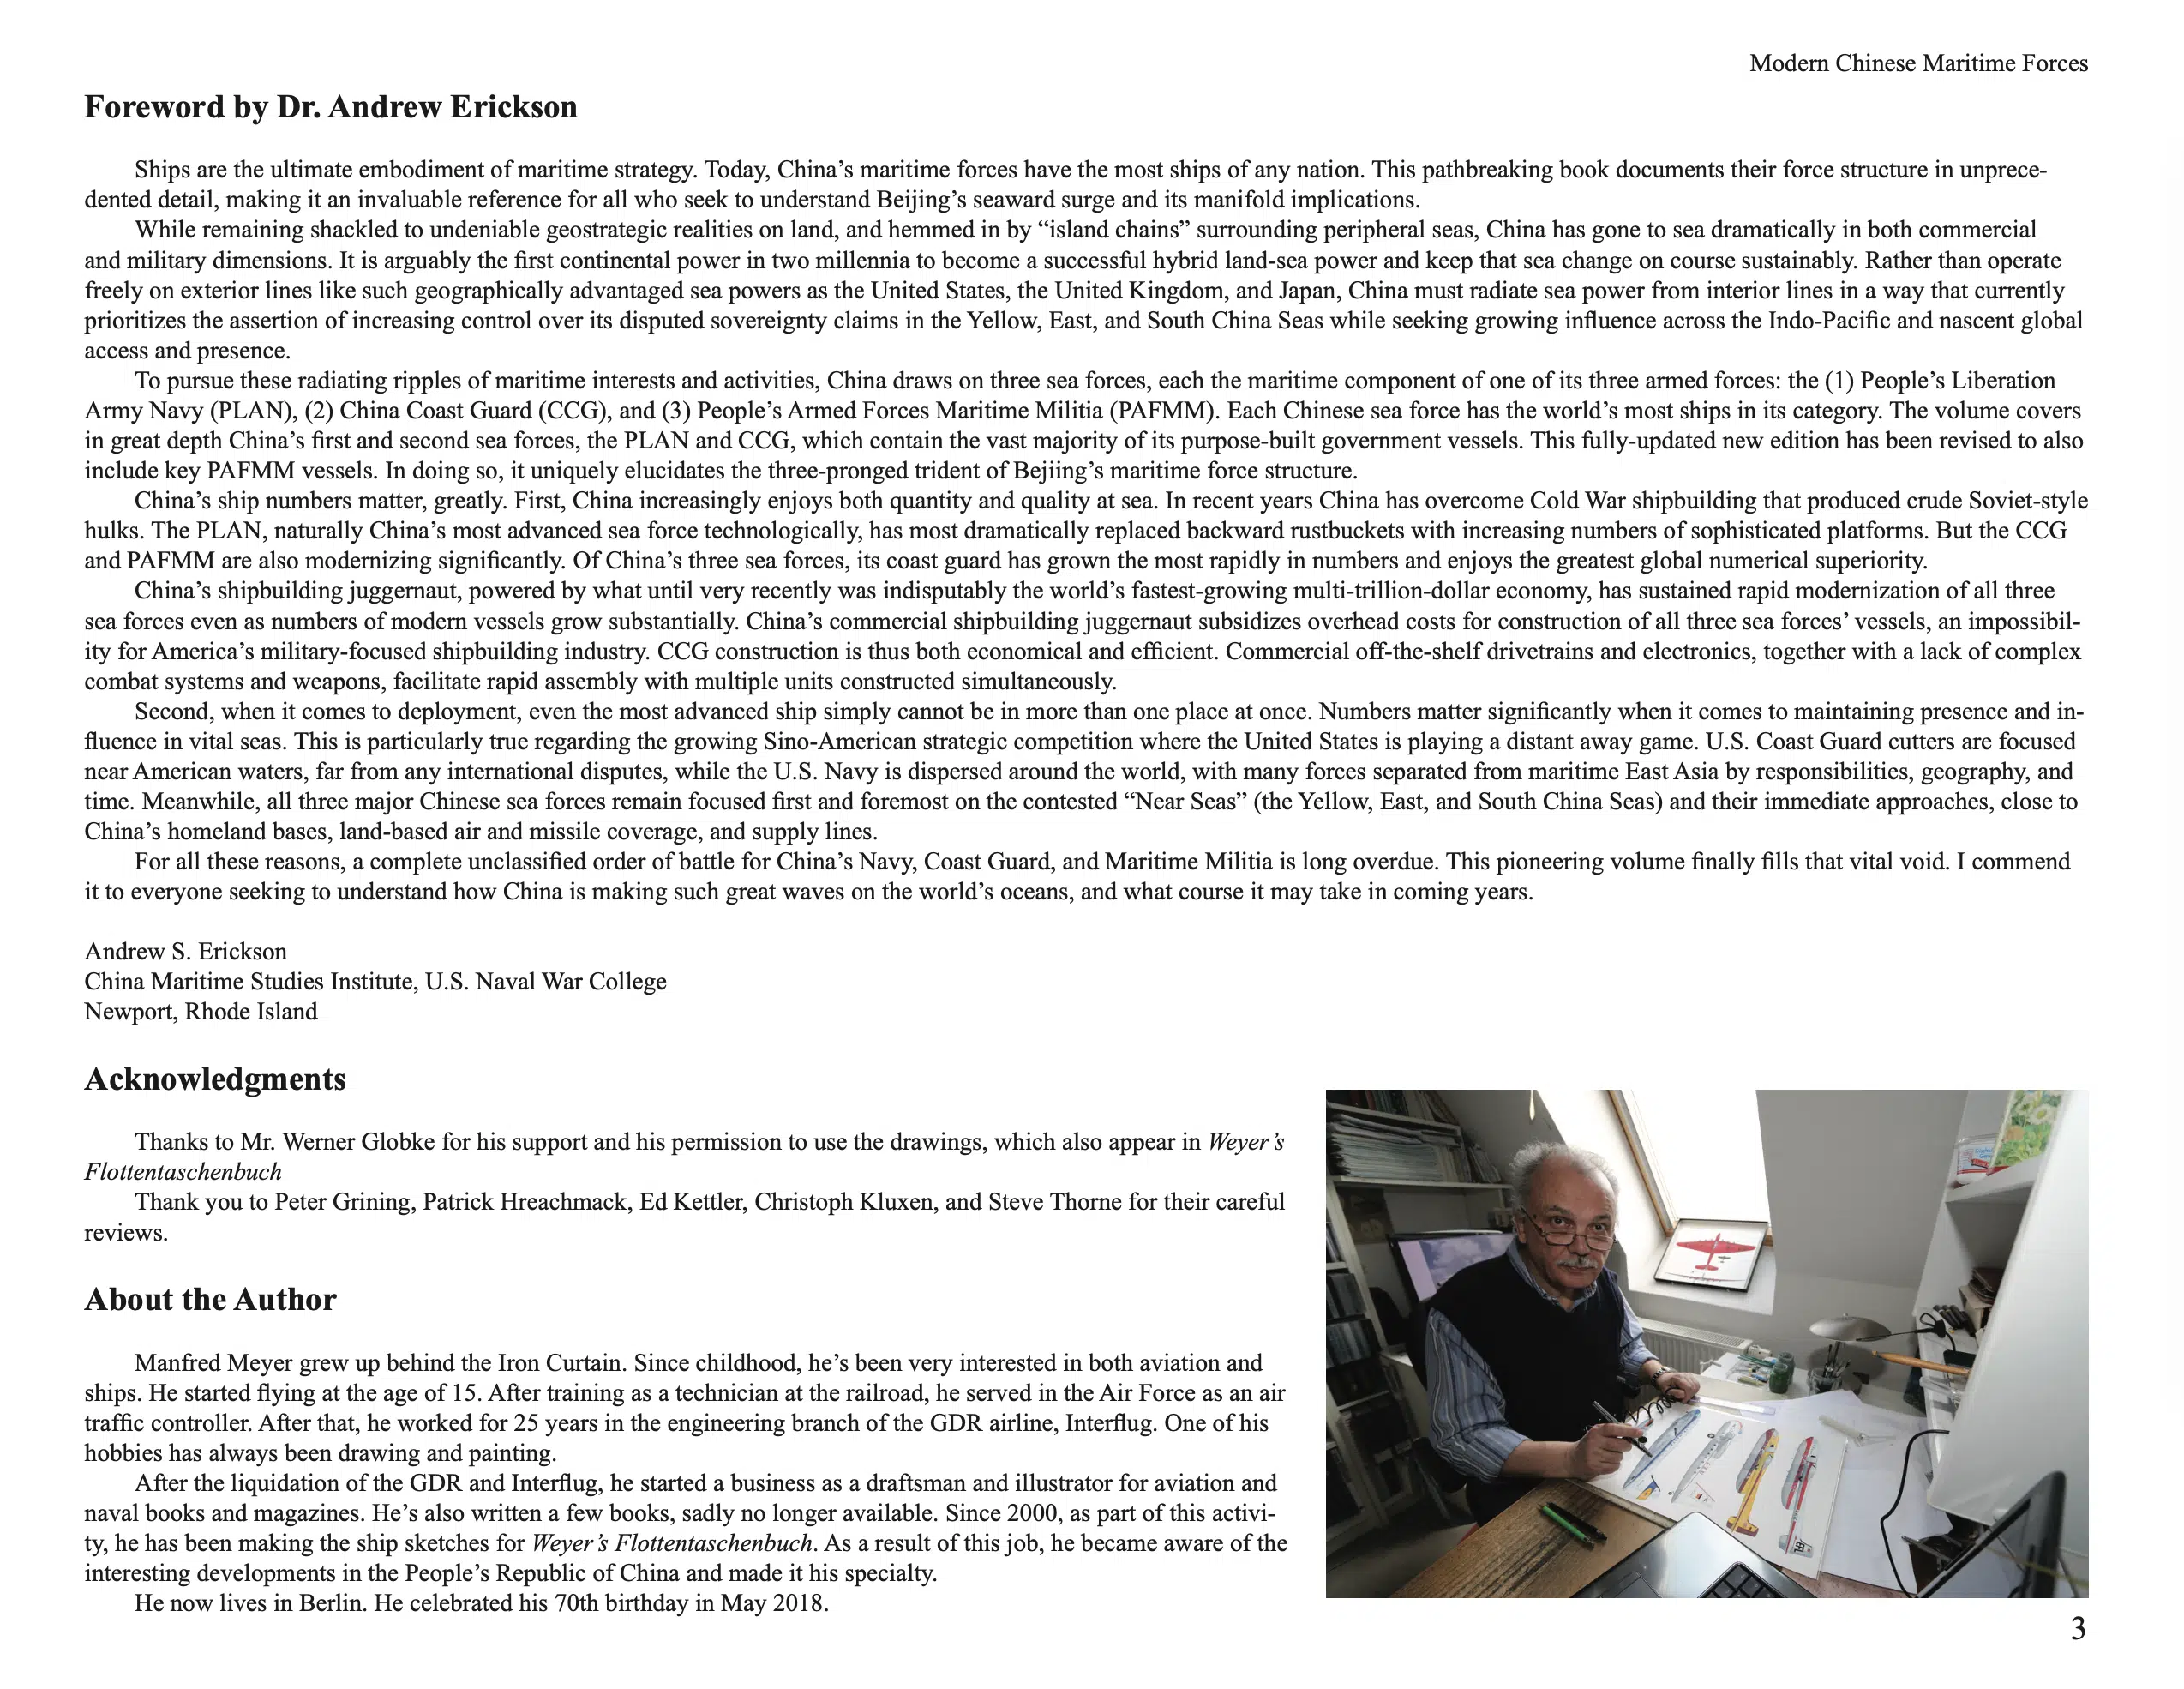 Modern Chinese Maritime Forces
Foreword by Dr. Andrew Erickson
Ships are the ultimate embodiment of maritime strategy. Today, China’s maritime forces have the most ships of any nation. This pathbreaking book documents their force structure in unprece-
dented detail, making it an invaluable reference for all who seek to understand Beijing’s seaward surge and its manifold implications.
While remaining shackled to undeniable geostrategic realities on land, and hemmed in by “island chains” surrounding peripheral seas, China has gone to sea dramatically in both commercial
and military dimensions. It is arguably the first continental power in two millennia to become a successful hybrid land-sea power and keep that sea change on course sustainably. Rather than operate
freely on exterior lines like such geographically advantaged sea powers as the United States, the United Kingdom, and Japan, China must radiate sea power from interior lines in a way that currently
prioritizes the assertion of increasing control over its disputed sovereignty claims in the Yellow, East, and South China Seas while seeking growing influence across the Indo-Pacific and nascent global
access and presence.
To pursue these radiating ripples of maritime interests and activities, China draws on three sea forces, each the maritime component of one of its three armed forces: the (1) People’s Liberation
Army Navy (PLAN), (2) China Coast Guard (CCG), and (3) People’s Armed Forces Maritime Militia (PAFMM). Each Chinese sea force has the world’s most ships in its category. The volume covers
in great depth China’s first and second sea forces, the PLAN and CCG, which contain the vast majority of its purpose-built government vessels. This fully-updated new edition has been revised to also
include key PAFMM vessels. In doing so, it uniquely elucidates the three-pronged trident of Bejiing’s maritime force structure.
China’s ship numbers matter, greatly. First, China increasingly enjoys both quantity and quality at sea. In recent years China has overcome Cold War shipbuilding that produced crude Soviet-style
hulks. The PLAN, naturally China’s most advanced sea force technologically, has most dramatically replaced backward rustbuckets with increasing numbers of sophisticated platforms. But the CCG
and PAFMM are also modernizing significantly. Of China’s three sea forces, its coast guard has grown the most rapidly in numbers and enjoys the greatest global numerical superiority.
China’s shipbuilding juggernaut, powered by what until very recently was indisputably the world’s fastest-growing multi-trillion-dollar economy, has sustained rapid modernization of all three
sea forces even as numbers of modern vessels grow substantially. China’s commercial shipbuilding juggernaut subsidizes overhead costs for construction of all three sea forces’ vessels, an impossibil-
ity for America’s military-focused shipbuilding industry. CCG construction is thus both economical and efficient. Commercial off-the-shelf drivetrains and electronics, together with a lack of complex
combat systems and weapons, facilitate rapid assembly with multiple units constructed simultaneously.
Second, when it comes to deployment, even the most advanced ship simply cannot be in more than one place at once. Numbers matter significantly when it comes to maintaining presence and in-
fluence in vital seas. This is particularly true regarding the growing Sino-American strategic competition where the United States is playing a distant away game. U.S. Coast Guard cutters are focused
near American waters, far from any international disputes, while the U.S. Navy is dispersed around the world, with many forces separated from maritime East Asia by responsibilities, geography, and
time. Meanwhile, all three major Chinese sea forces remain focused first and foremost on the contested “Near Seas” (the Yellow, East, and South China Seas) and their immediate approaches, close to
China’s homeland bases, land-based air and missile coverage, and supply lines.
For all these reasons, a complete unclassified order of battle for China’s Navy, Coast Guard, and Maritime Militia is long overdue. This pioneering volume finally fills that vital void. I commend
it to everyone seeking to understand how China is making such great waves on the world’s oceans, and what course it may take in coming years.
Andrew S. Erickson
China Maritime Studies Institute, U.S. Naval War College
Newport, Rhode Island
Acknowledgments
Thanks to Mr. Werner Globke for his support and his permission to use the drawings, which also appear in Weyer’s
Flottentaschenbuch
Thank you to Peter Grining, Patrick Hreachmack, Ed Kettler, Christoph Kluxen, and Steve Thorne for their careful
reviews.
About the Author
Manfred Meyer grew up behind the Iron Curtain. Since childhood, he’s been very interested in both aviation and
ships. He started flying at the age of 15. After training as a technician at the railroad, he served in the Air Force as an air
traffic controller. After that, he worked for 25 years in the engineering branch of the GDR airline, Interflug. One of his
hobbies has always been drawing and painting.
After the liquidation of the GDR and Interflug, he started a business as a draftsman and illustrator for aviation and
naval books and magazines. He’s also written a few books, sadly no longer available. Since 2000, as part of this activi-
ty, he has been making the ship sketches for Weyer’s Flottentaschenbuch. As a result of this job, he became aware of the
interesting developments in the People’s Republic of China and made it his specialty.
He now lives in Berlin. He celebrated his 70th birthday in May 2018.
3